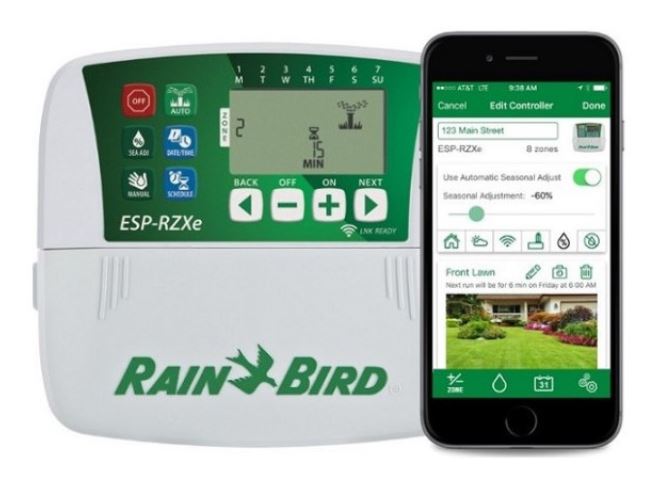 1 2 3 4 5 6 7
M T W TH F S SU
OFF
AUTO
ZONE
2
15
MIN
SEA ADJ
DATE/TIME
MANUAL
SCHEDULE
BACK OFF ON NEXT
ESP-RZXe
LNK READY
RAIN BIRD
AT&T LTE 9:38 AM
Cancel Edit Controller Done
123 Main Street
ESP-RZXe 8 zones
Use Automatic Seasonal Adjust
Seasonal Adjustment: -60%
Front Lawn
Next run will be for 6 min on Friday at 6:00 AM
+/-
ZONE
31